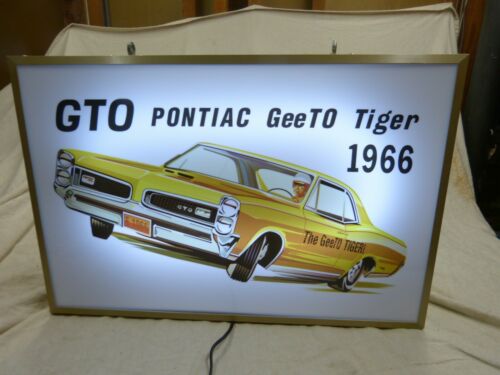 GTO PONTIAC GeeTO Tiger
1966
GTO
The GeeTO TIGER!